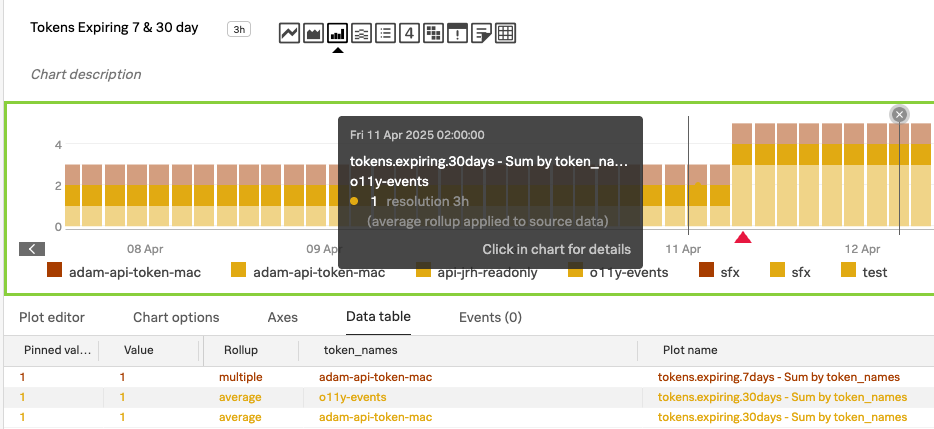 Tokens Expiring 7 & 30 day 3h 4
Chart description
Fri 11 Apr 2025 02:00:00
tokens.expiring.30days - Sum by token_na...
o11y-events
1 resolution 3h
(average rollup applied to source data)
Click in chart for details
4
2
0
08 Apr 09 Apr 11 Apr 12 Apr
adam-api-token-mac adam-api-token-mac api-jrh-readonly o11y-events sfx sfx test
Plot editor Chart options Axes Data table Events (0)
Pinned val... Value Rollup token_names Plot name
1 1 multiple adam-api-token-mac tokens.expiring.7days - Sum by token_names
1 1 average o11y-events tokens.expiring.30days - Sum by token_names
1 1 average adam-api-token-mac tokens.expiring.30days - Sum by token_names